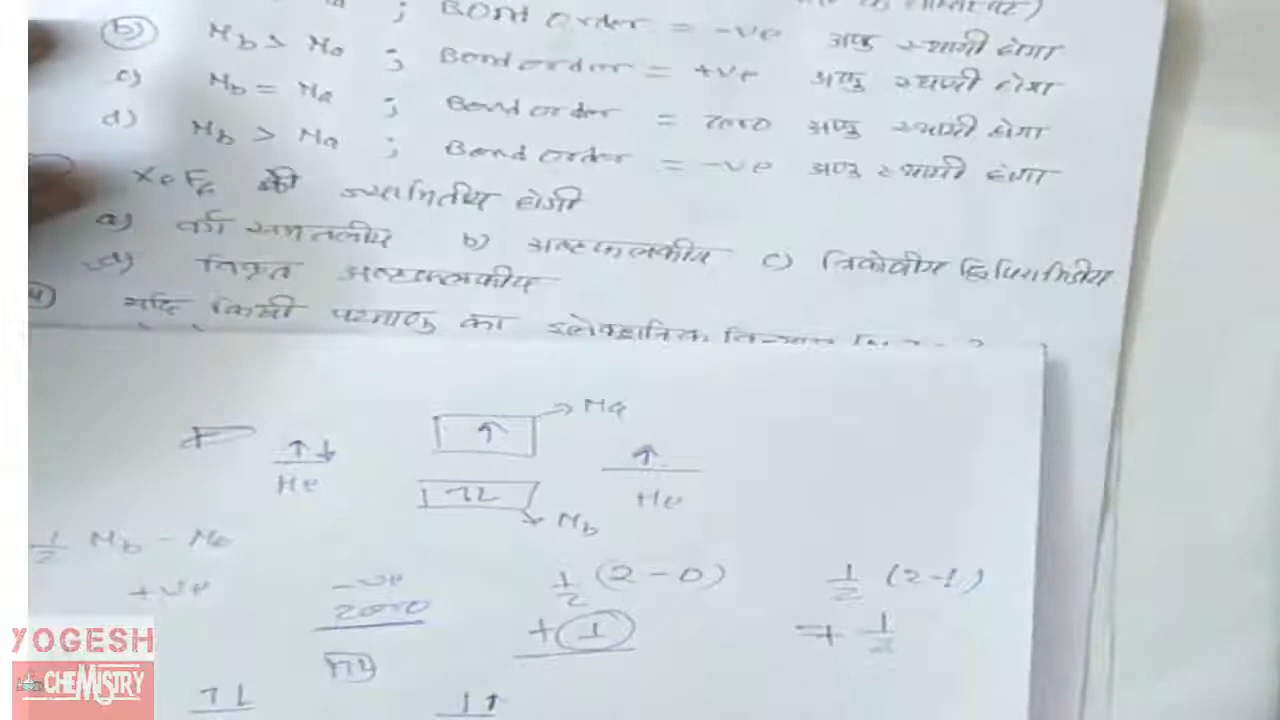 ; Bond order = -ve अणु स्थायी होगा
b) Nb > Na ; Bond order = +ve अणु स्थायी होगा
c) Nb = Na ; Bond order = zero अणु स्थायी होगा
d) Nb > Na ; Bond order = -ve अणु स्थायी होगा
XeF6 की ज्यामितीय होगी
a) वर्ग समतलीय b) अष्टफलकीय c) त्रिकोणीय द्विपिरामिडीय
d) विकृत अष्टफलकीय
यदि किसी परमाणु का इलेक्ट्रानिक विन्यास
↑ → Na
↑↓ ↑
He He
↑↓ → Nb
1/2 Nb - Na
+ve -ve 1/2 (2-0) 1/2 (2-1)
zero + 1 + 1/2
YOGESH
CHEMISTRY